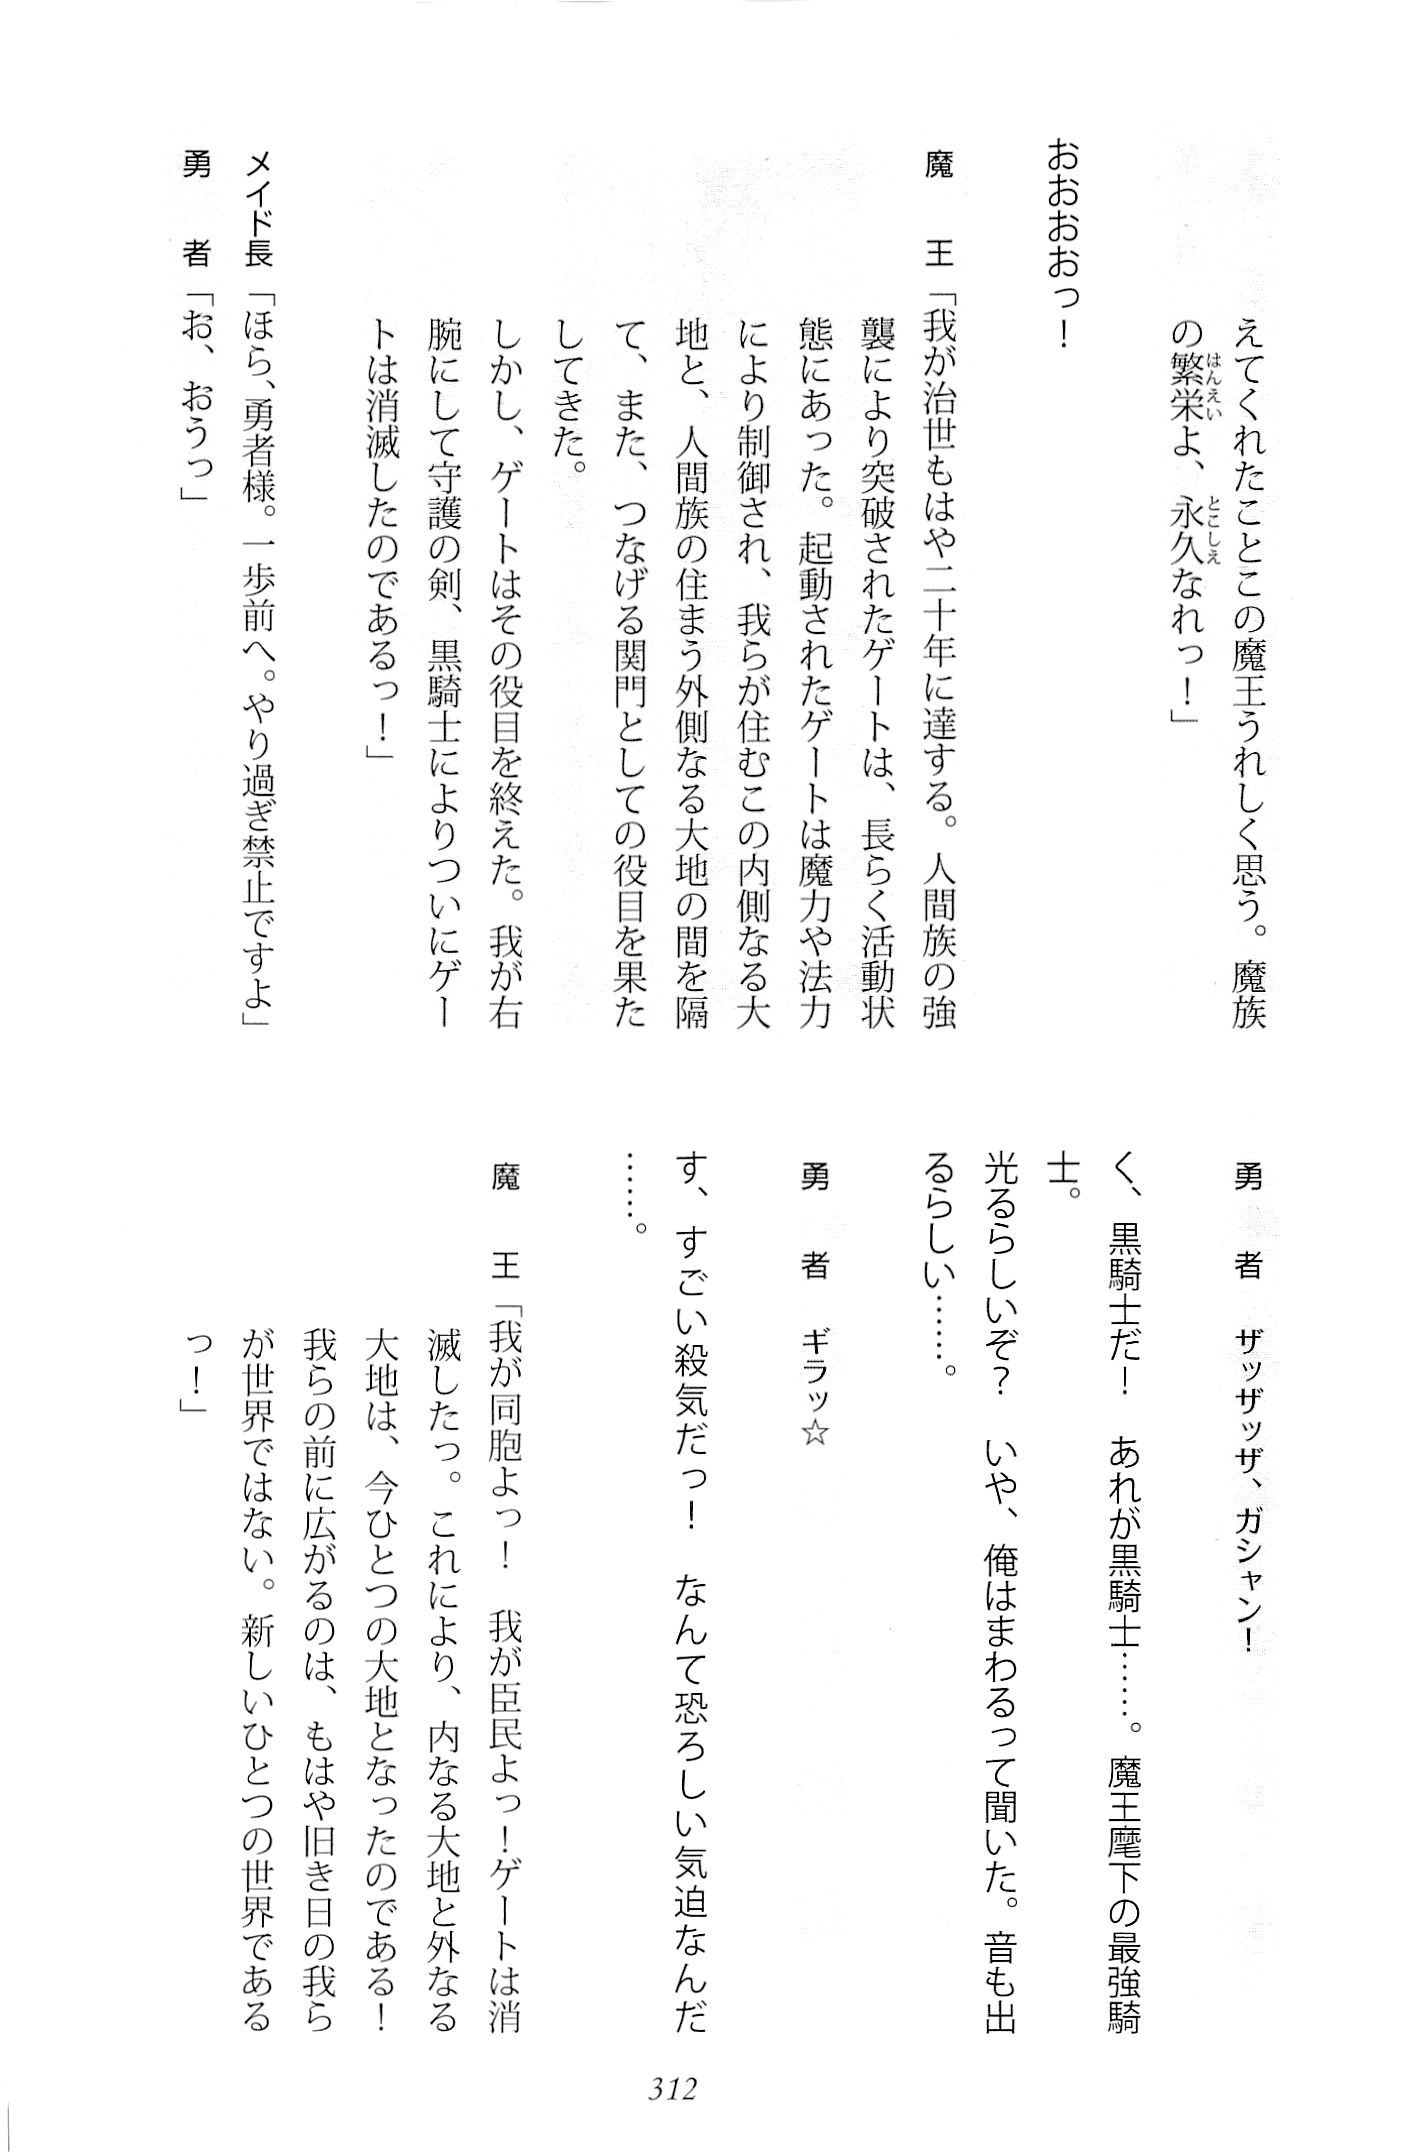 えてくれたことこの魔王うれしく思う。魔族
の繁栄よ、永久なれっ！」
おおおおっ！
魔　王「我が治世もはや二十年に達する。人間族の強
襲により突破されたゲートは、長らく活動状
態にあった。起動されたゲートは魔力や法力
により制御され、我らが住むこの内側なる大
地と、人間族の住まう外側なる大地の間を隔
て、また、つなげる関門としての役目を果た
してきた。
しかし、ゲートはその役目を終えた。我が右
腕にして守護の剣、黒騎士によりついにゲー
トは消滅したのであるっ！」
メイド長「ほら、勇者様。一歩前へ。やり過ぎ禁止ですよ」
勇　者「お、おうっ」
勇　者　ザッザッザ、ガシャン！
く、黒騎士だ！　あれが黒騎士……。魔王麾下の最強騎
士。
光るらしいぞ？　いや、俺はまわるって聞いた。音も出
るらしい……。
勇　者　ギラッ☆
す、すごい殺気だっ！　なんて恐ろしい気迫なんだ
……。
魔　王「我が同胞よっ！　我が臣民よっ！ゲートは消
滅したっ。これにより、内なる大地と外なる
大地は、今ひとつの大地となったのである！
我らの前に広がるのは、もはや旧き日の我ら
が世界ではない。新しいひとつの世界である
っ！」
312